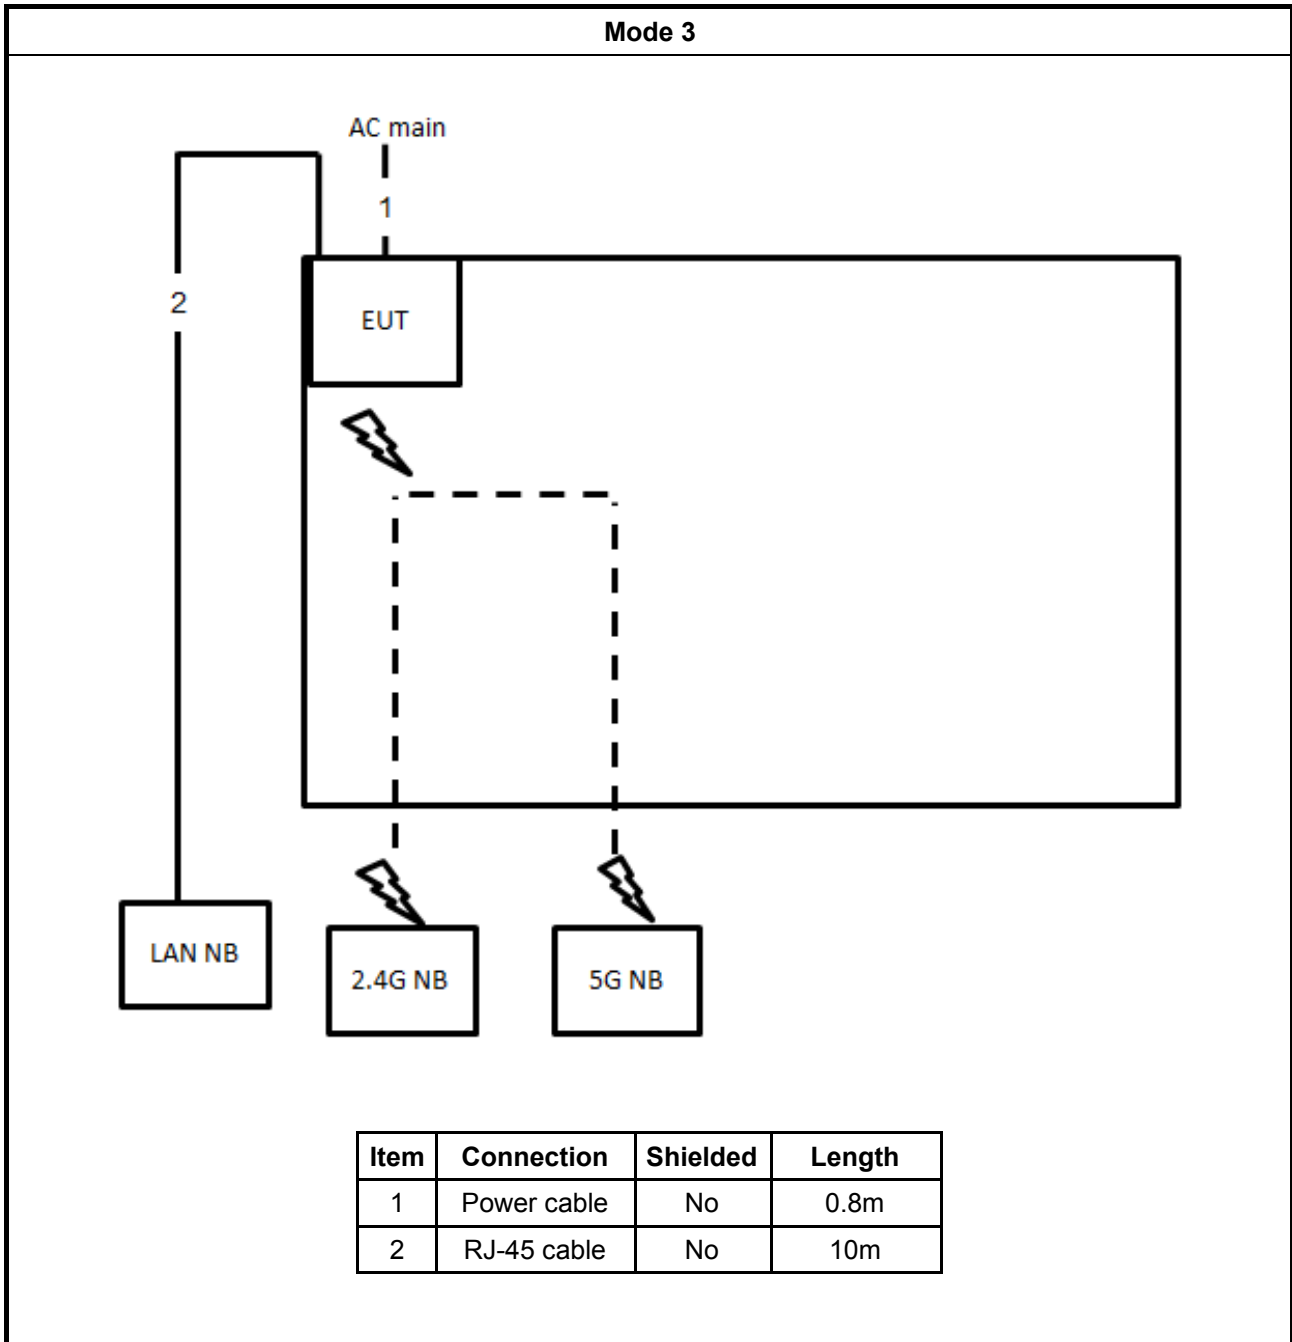 Mode 3
AC main
1
2
EUT
LAN NB
2.4G NB
5G NB
Item Connection Shielded Length
1 Power cable No 0.8m
2 RJ-45 cable No 10m